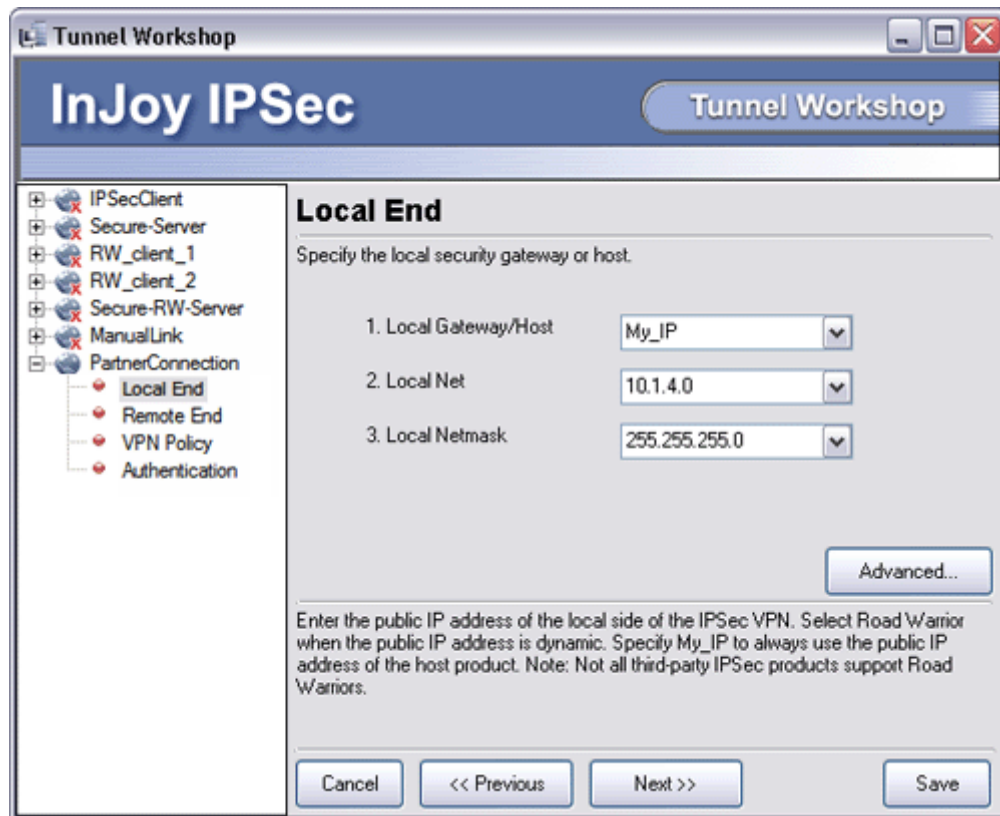 Tunnel Workshop
InJoy IPSec
Tunnel Workshop
IPSecClient
Secure-Server
RW_client_1
RW_client_2
Secure-RW-Server
ManualLink
PartnerConnection
Local End
Remote End
VPN Policy
Authentication
Local End
Specify the local security gateway or host.
1. Local Gateway/Host
My_IP
2. Local Net
10.1.4.0
3. Local Netmask
255.255.255.0
Advanced...
Enter the public IP address of the local side of the IPSec VPN. Select Road Warrior
when the public IP address is dynamic. Specify My_IP to always use the public IP
address of the host product. Note: Not all third-party IPSec products support Road
Warriors.
Cancel
<< Previous
Next >>
Save